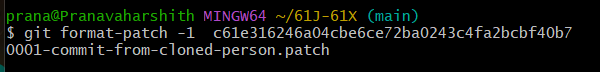 prana@Pranavaharshith MINGW64 ~/61J-61X (main)
$ git format-patch -1  c61e316246a04cbe6ce72ba0243c4fa2bcbf40b7
0001-commit-from-cloned-person.patch